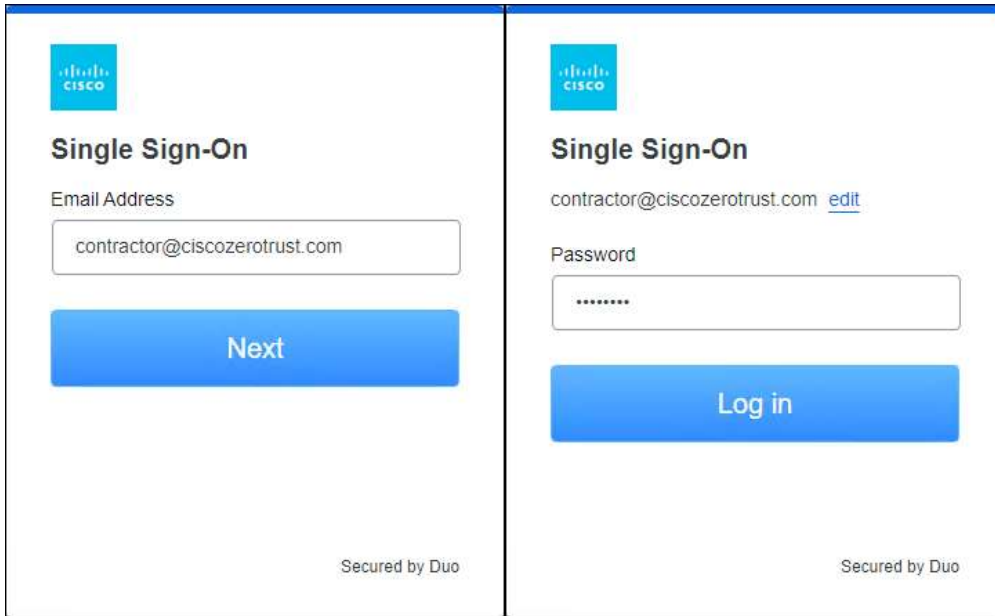 CISCO
Single Sign-On
Email Address
contractor@ciscozerotrust.com
Next
Secured by Duo
CISCO
Single Sign-On
contractor@ciscozerotrust.com edit
Password
••••••••
Log in
Secured by Duo